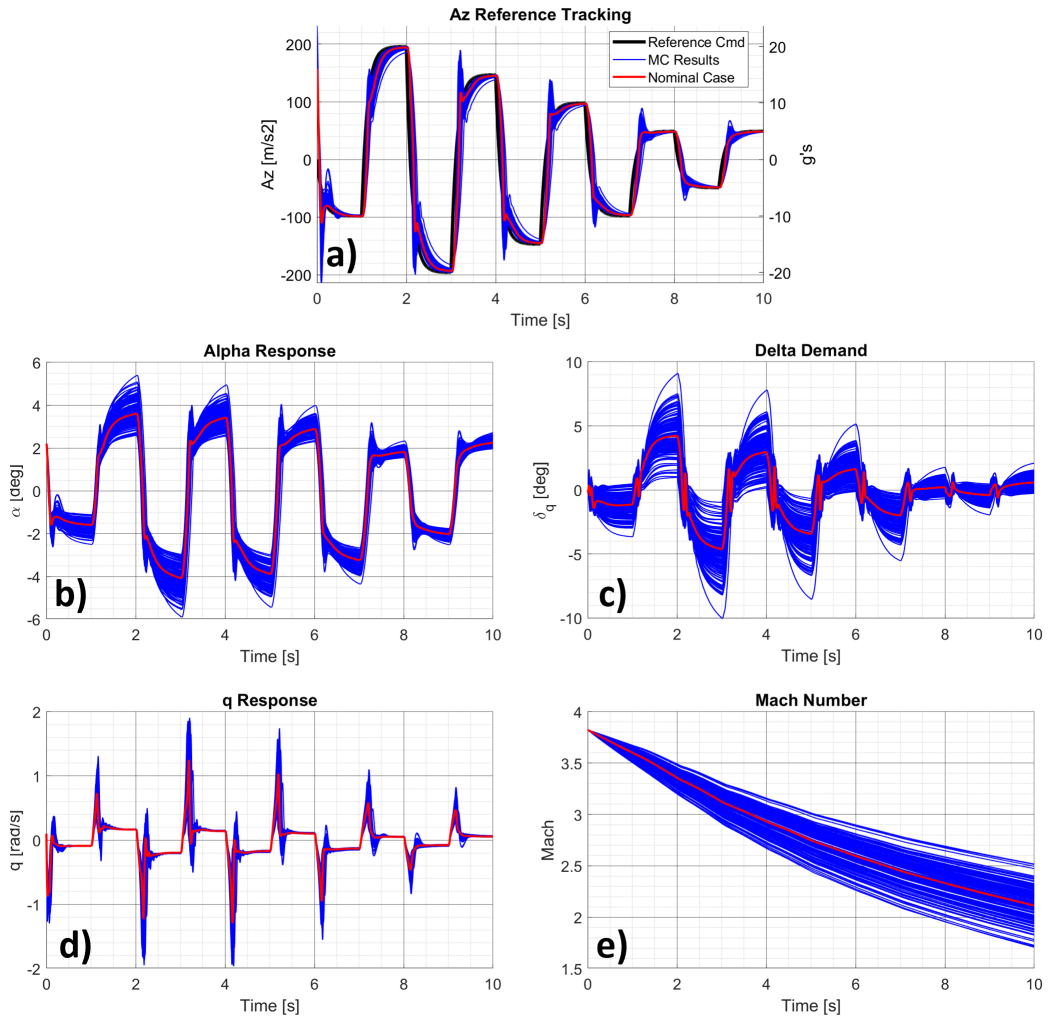 Az Reference Tracking
200
100
0
-100
-200
Az [m/s2]
20
10
0
-10
-20
g's
Reference Cmd
MC Results
Nominal Case
a)
0 2 4 6 8 10
Time [s]
Alpha Response
6
4
2
0
-2
-4
-6
α [deg]
b)
0 2 4 6 8 10
Time [s]
Delta Demand
10
5
0
-5
-10
δq [deg]
c)
0 2 4 6 8 10
Time [s]
q Response
2
1
0
-1
-2
q [rad/s]
d)
0 2 4 6 8 10
Time [s]
Mach Number
4
3.5
3
2.5
2
1.5
Mach
e)
0 2 4 6 8 10
Time [s]